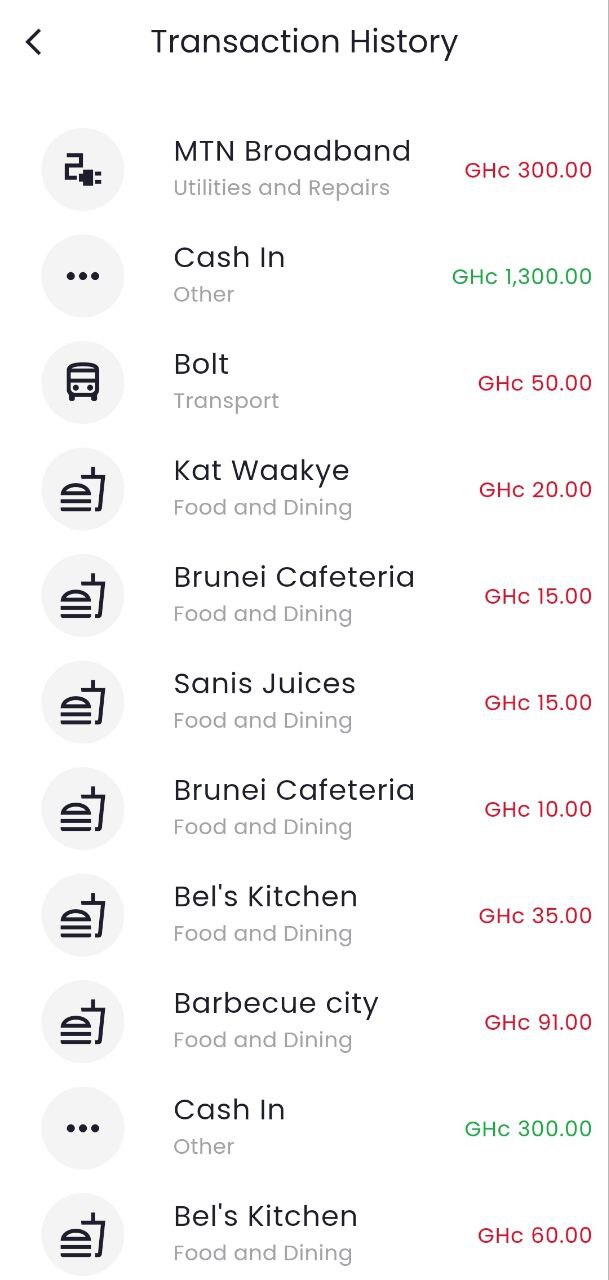 Transaction History
MTN Broadband
Utilities and Repairs
GHc 300.00
Cash In
Other
GHc 1,300.00
Bolt
Transport
GHc 50.00
Kat Waakye
Food and Dining
GHc 20.00
Brunei Cafeteria
Food and Dining
GHc 15.00
Sanis Juices
Food and Dining
GHc 15.00
Brunei Cafeteria
Food and Dining
GHc 10.00
Bel's Kitchen
Food and Dining
GHc 35.00
Barbecue city
Food and Dining
GHc 91.00
Cash In
Other
GHc 300.00
Bel's Kitchen
Food and Dining
GHc 60.00